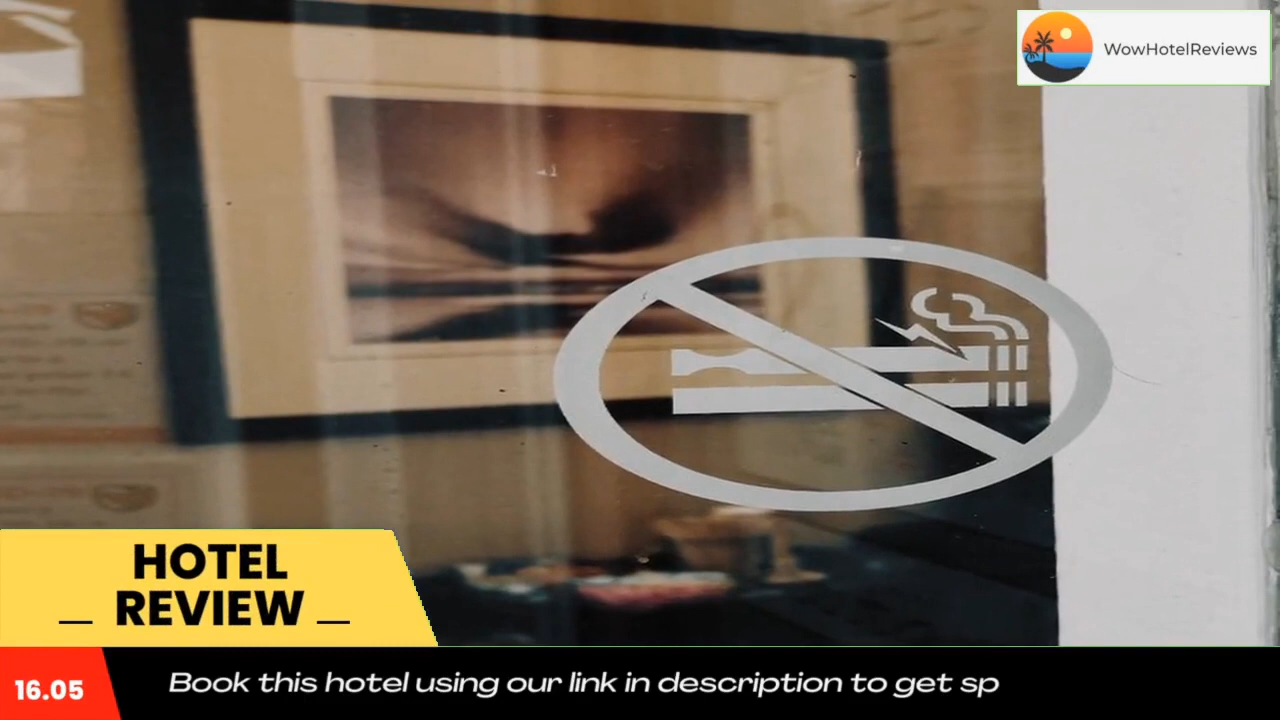 WowHotelReviews
HOTEL
REVIEW
16.05
Book this hotel using our link in description to get sp